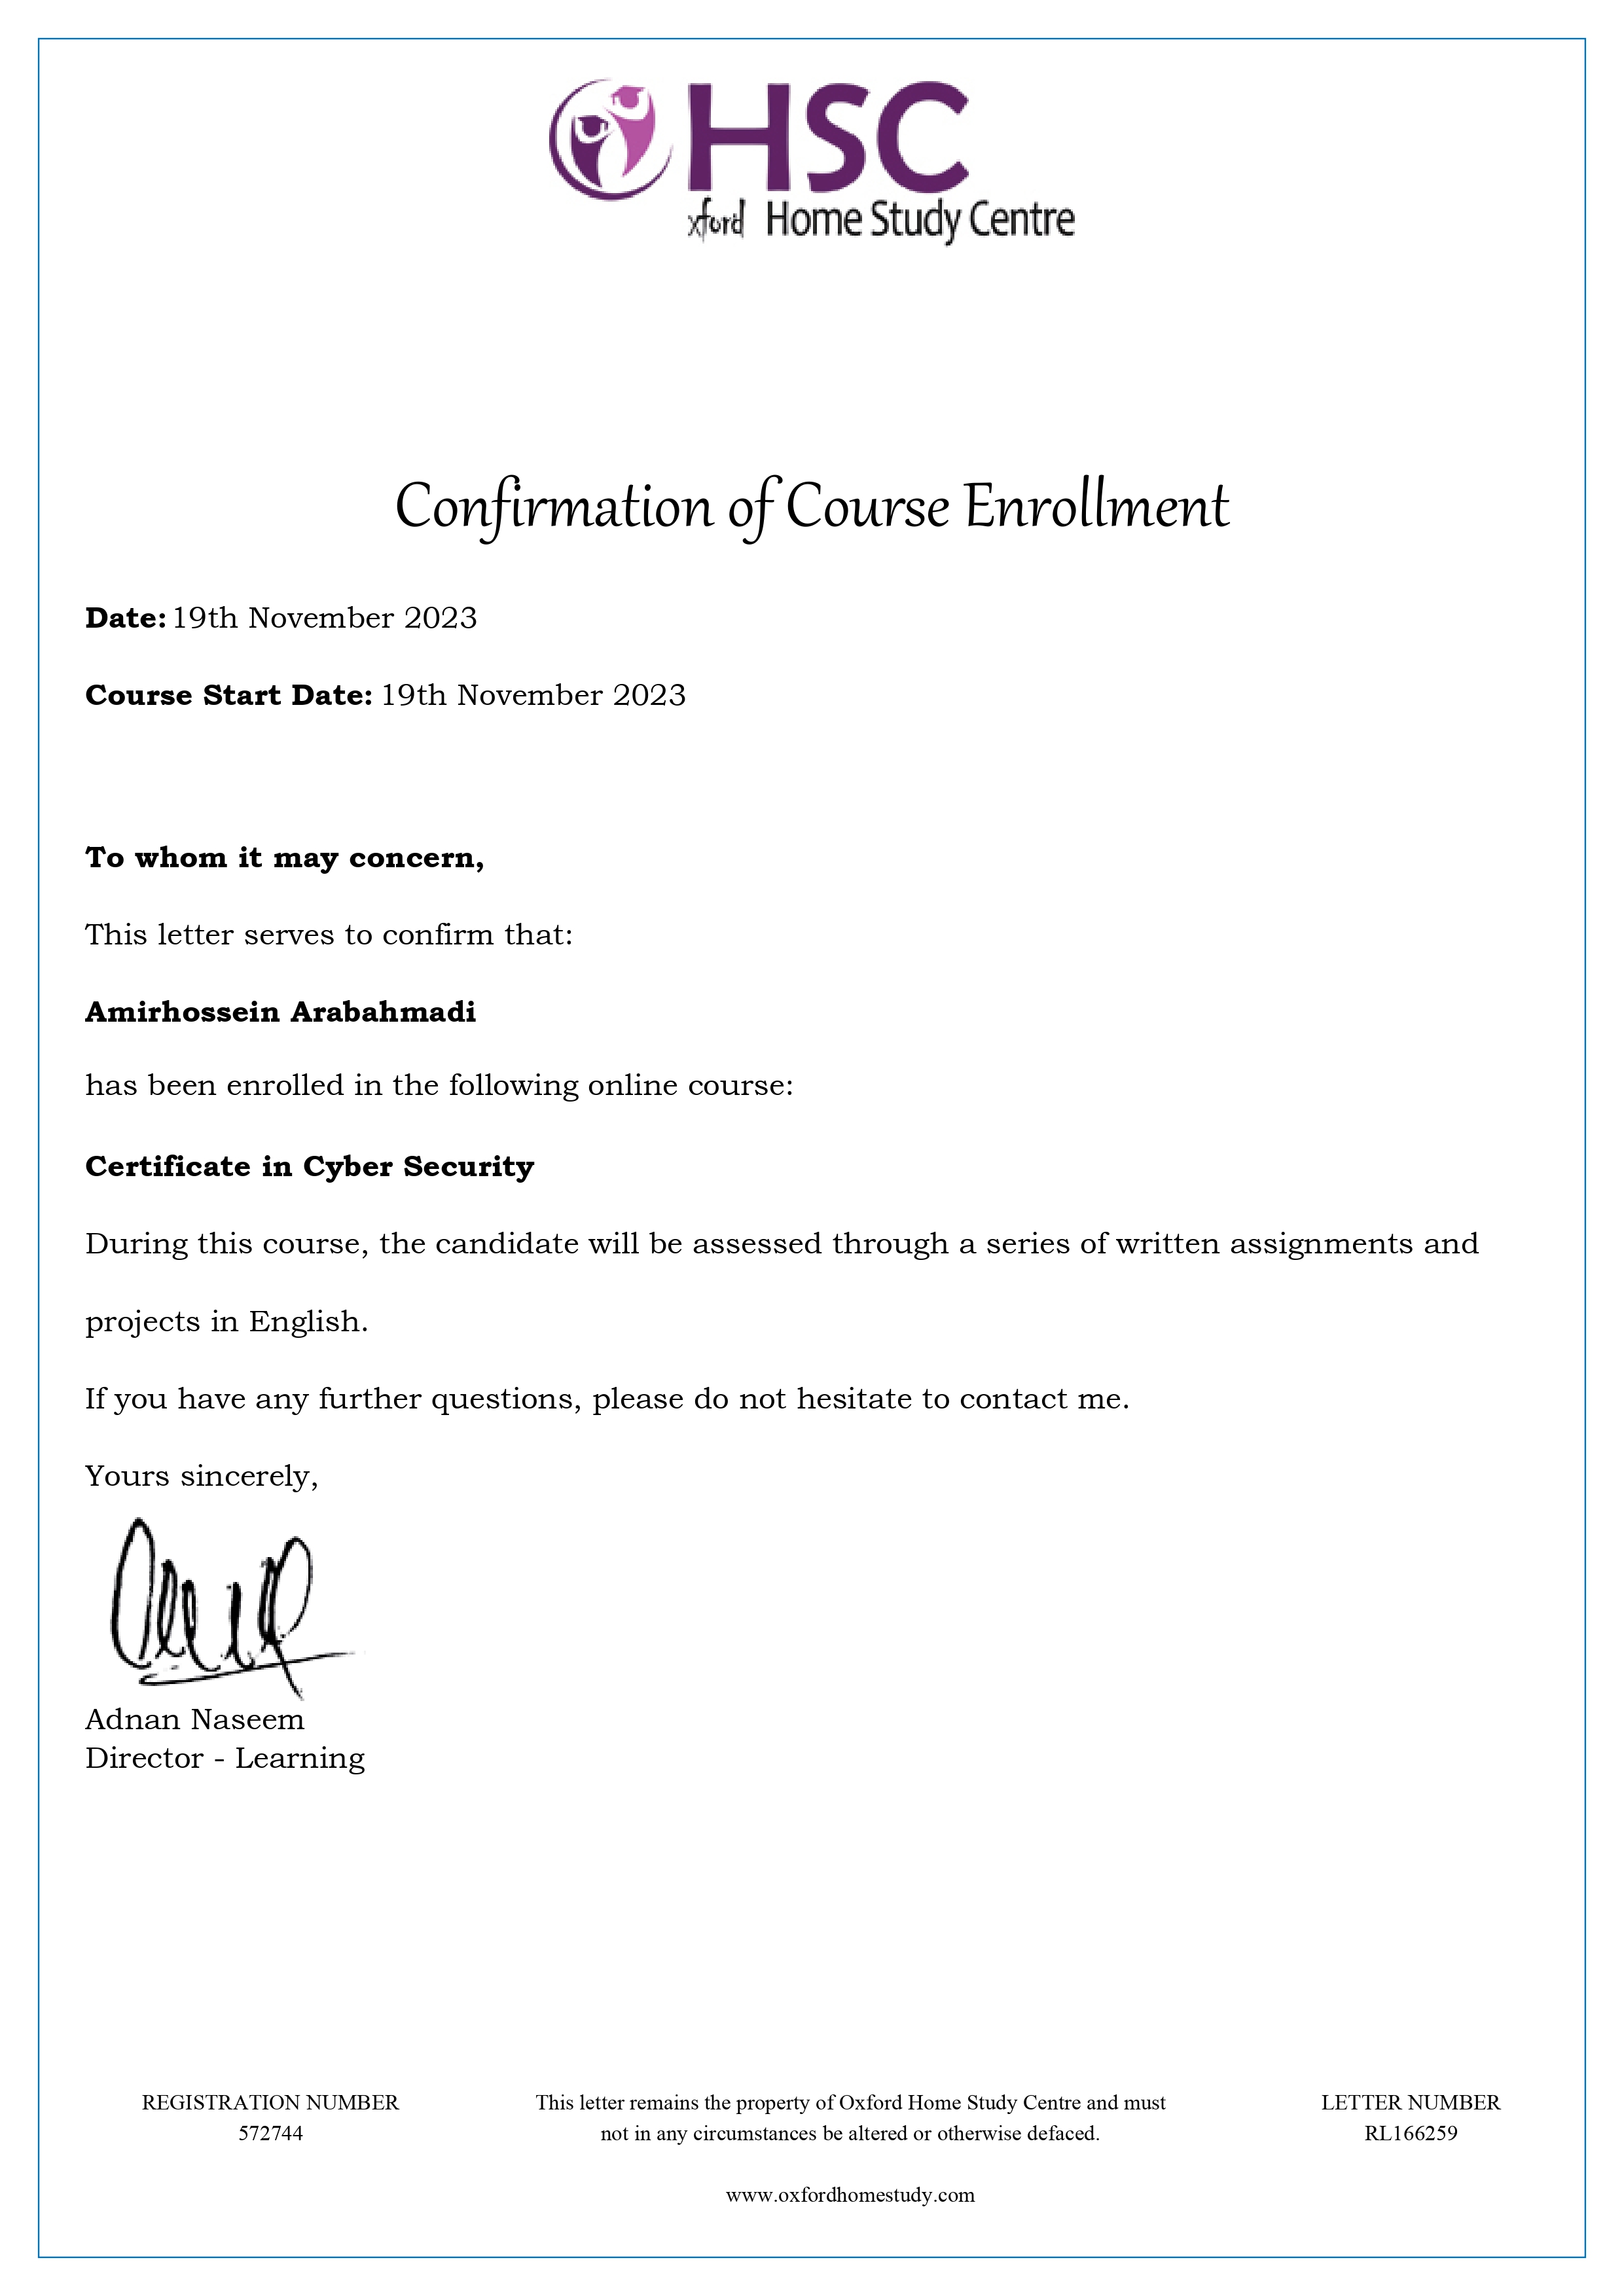 HSC
xford Home Study Centre
Confirmation of Course Enrollment
Date: 19th November 2023
Course Start Date: 19th November 2023
To whom it may concern,
This letter serves to confirm that:
Amirhossein Arabahmadi
has been enrolled in the following online course:
Certificate in Cyber Security
During this course, the candidate will be assessed through a series of written assignments and
projects in English.
If you have any further questions, please do not hesitate to contact me.
Yours sincerely,
Adnan Naseem
Director - Learning
REGISTRATION NUMBER
572744
This letter remains the property of Oxford Home Study Centre and must
not in any circumstances be altered or otherwise defaced.
www.oxfordhomestudy.com
LETTER NUMBER
RL166259